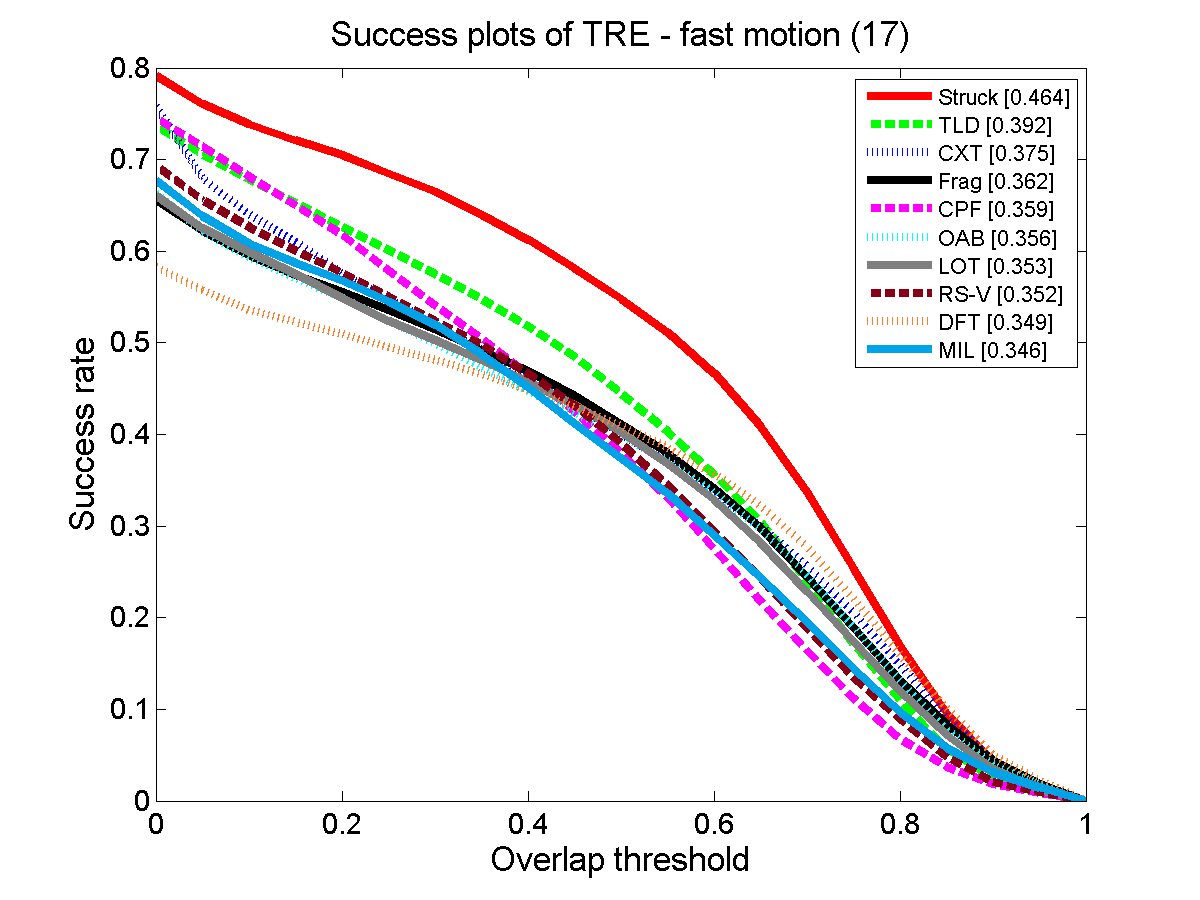 Success plots of TRE - fast motion (17)
0.8
0.7
0.6
0.5
0.4
0.3
0.2
0.1
0
Success rate
Struck [0.464]
TLD [0.392]
CXT [0.375]
Frag [0.362]
CPF [0.359]
OAB [0.356]
LOT [0.353]
RS-V [0.352]
DFT [0.349]
MIL [0.346]
0 0.2 0.4 0.6 0.8 1
Overlap threshold